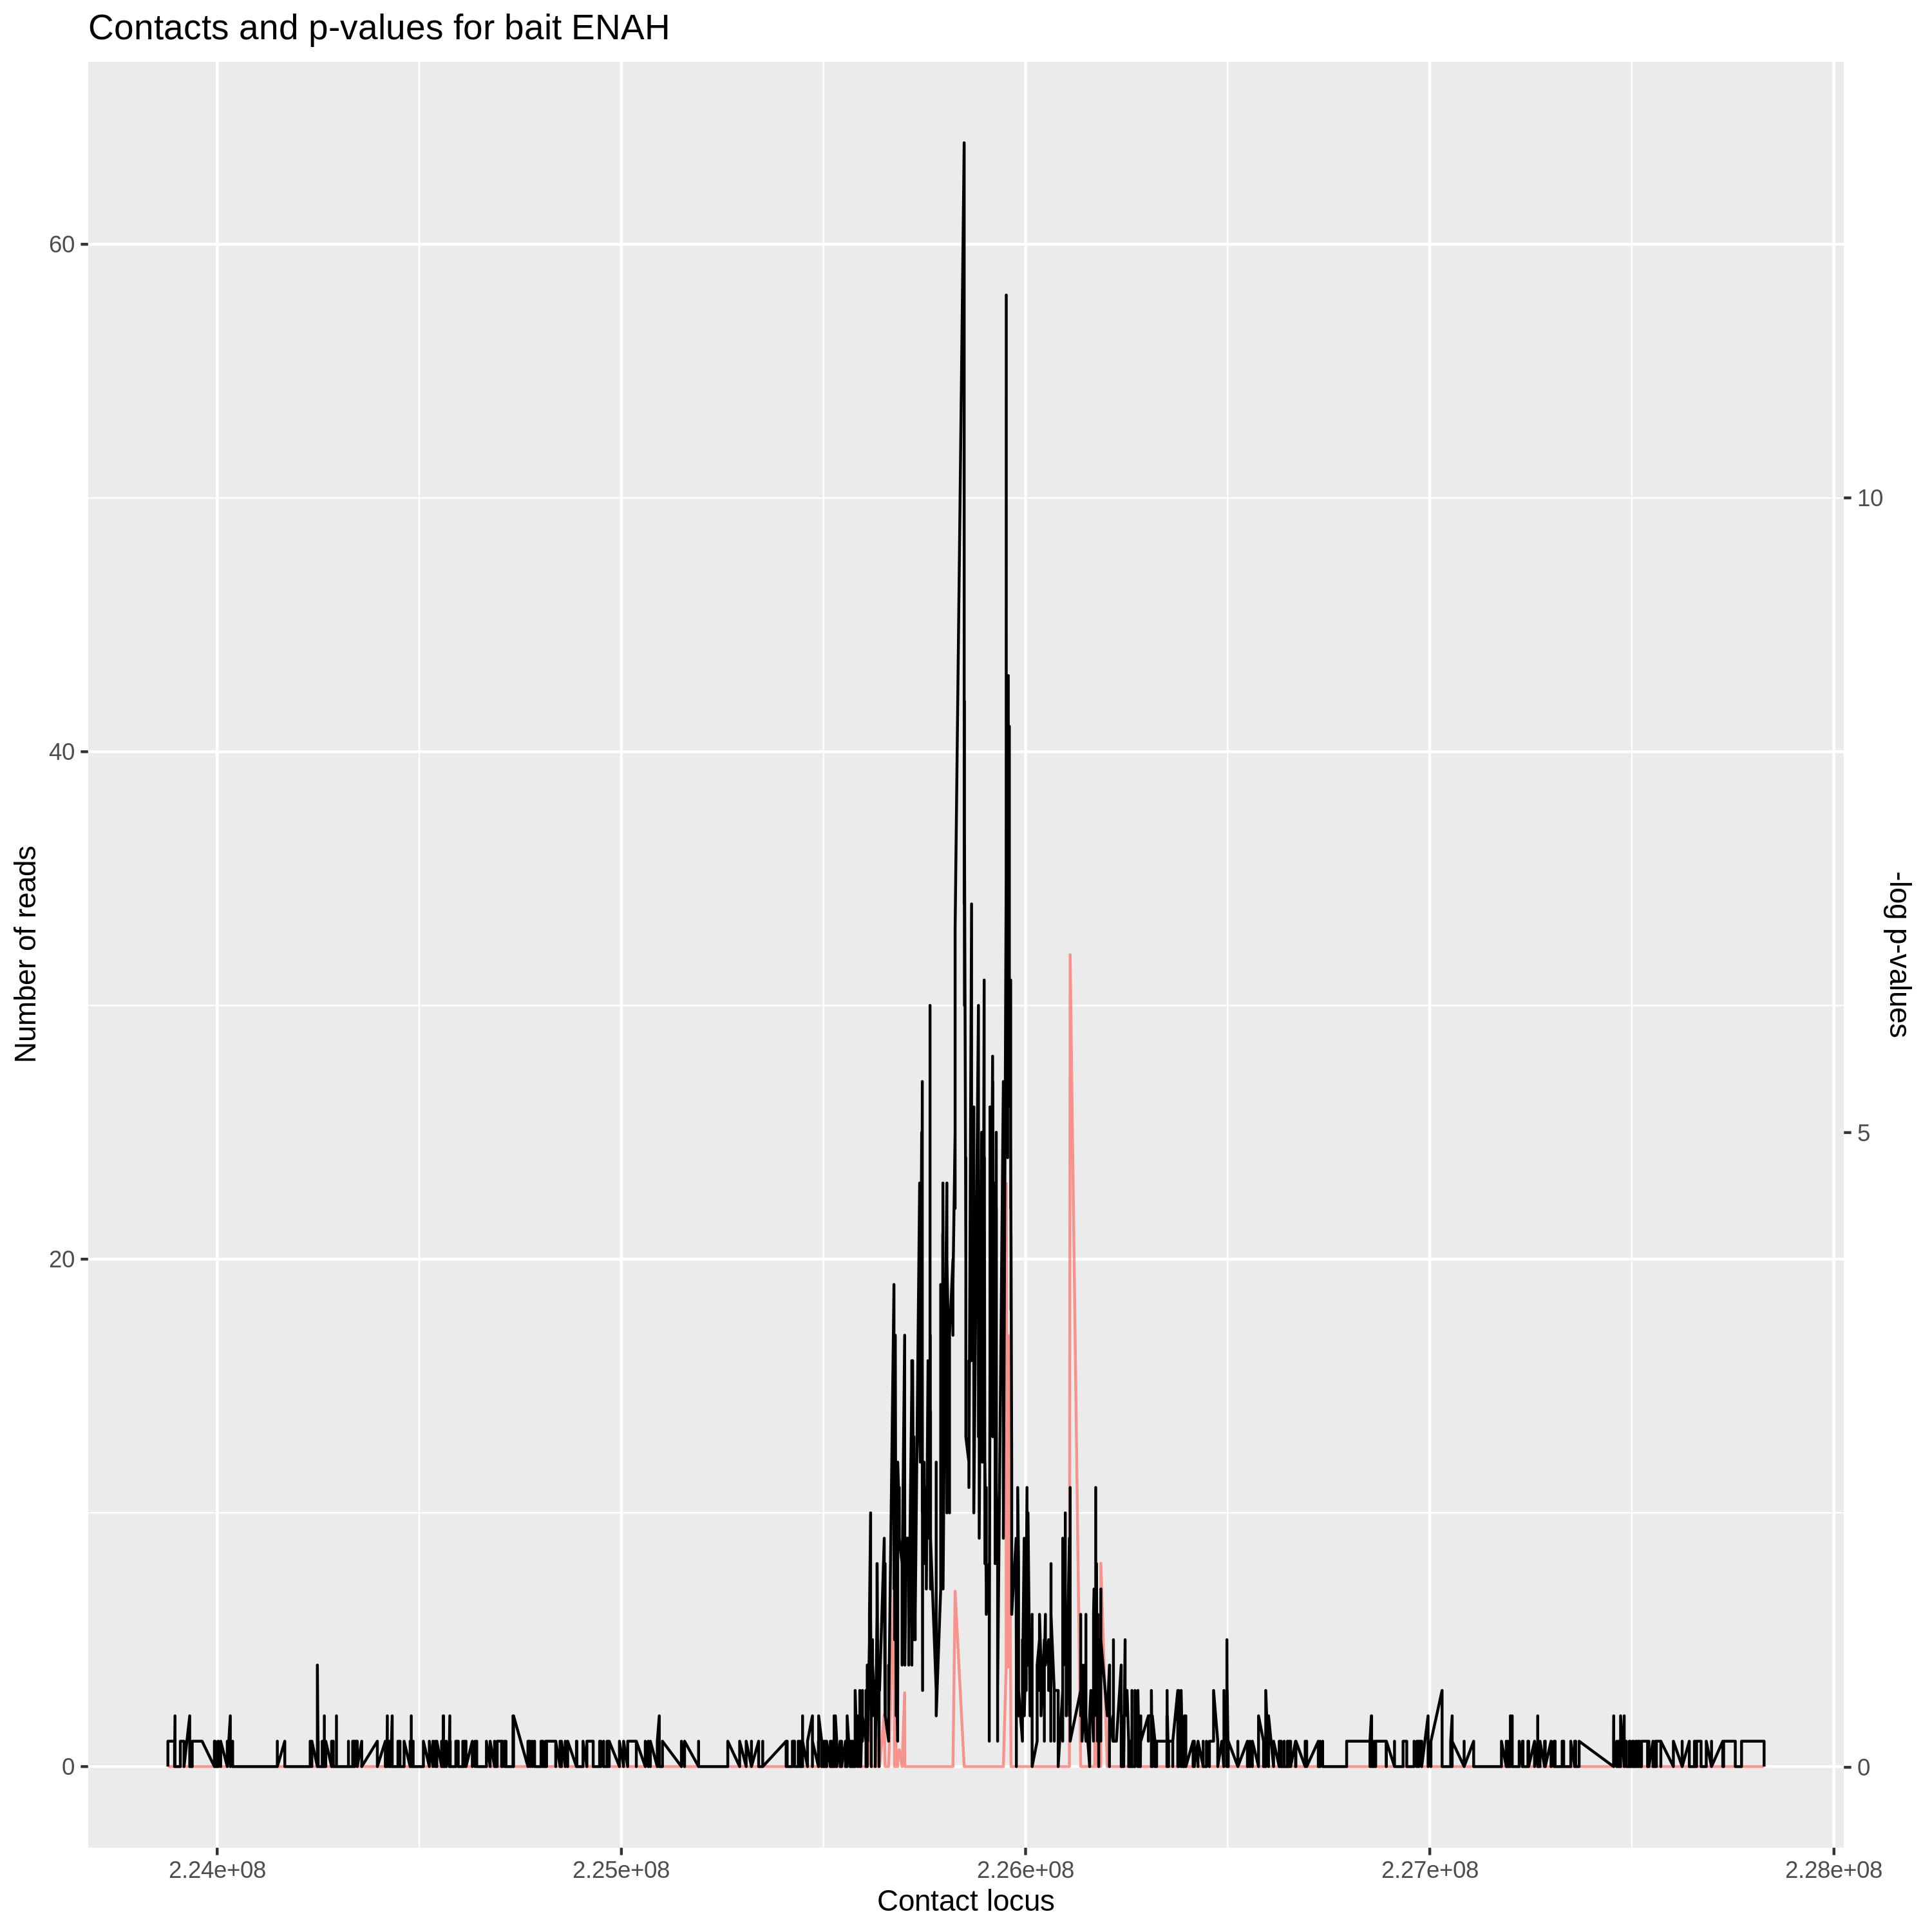 Contacts and p-values for bait ENAH
60
40
20
0
10
5
0
Number of reads
-log p-values
2.24e+08
2.25e+08
2.26e+08
2.27e+08
2.28e+08
Contact locus